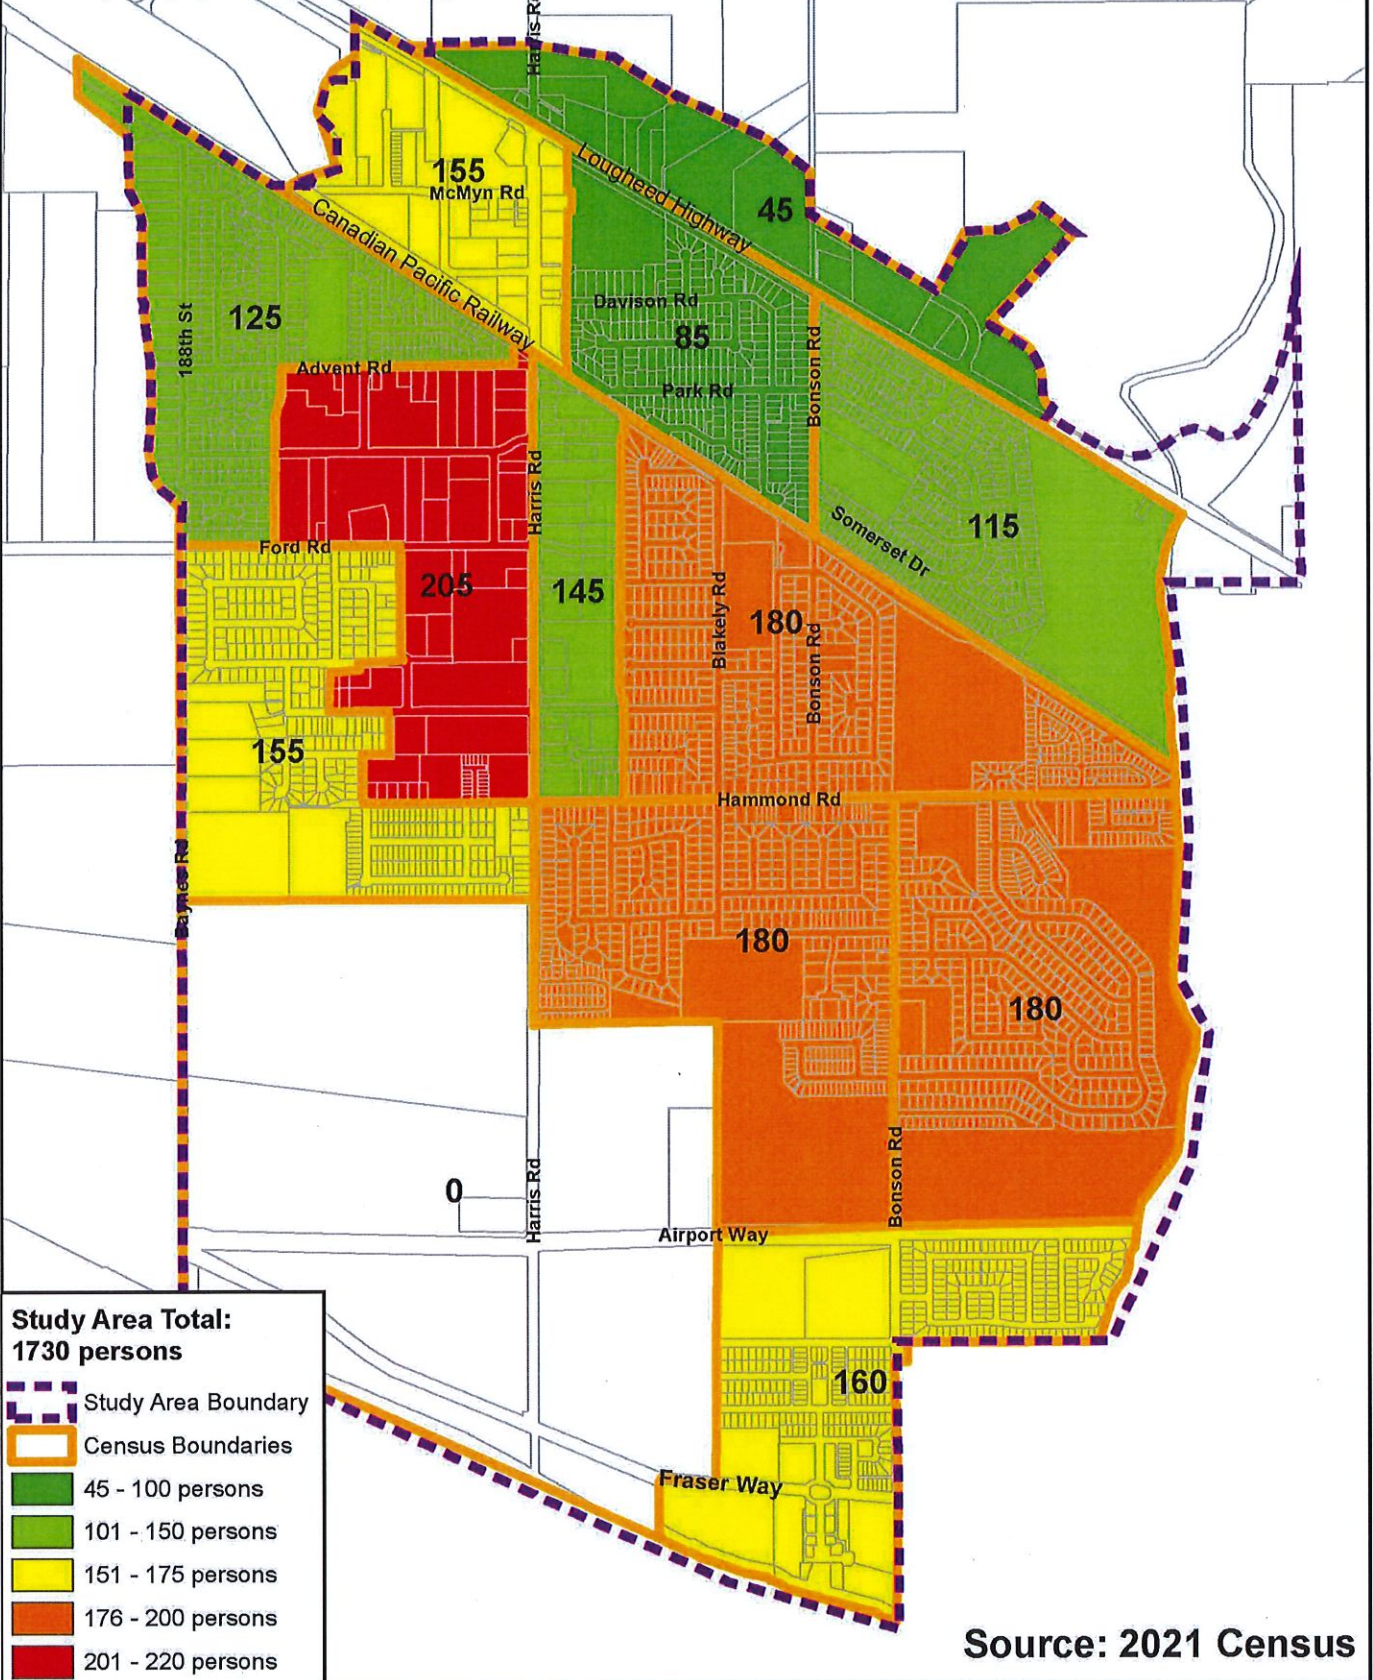 Harris Rd
155
McMyn Rd
Lougheed Highway
45
Canadian Pacific Railway
125
188th St
Davison Rd
85
Bonson Rd
Advent Rd
Park Rd
Harris Rd
Somerset Dr
115
Ford Rd
205
145
Blakely Rd
180
Bonson Rd
155
Hammond Rd
Baynes Rd
180
180
Bonson Rd
0
Harris Rd
Airport Way
160
Fraser Way
Study Area Total:
1730 persons
Study Area Boundary
Census Boundaries
45 - 100 persons
101 - 150 persons
151 - 175 persons
176 - 200 persons
201 - 220 persons
Source: 2021 Census